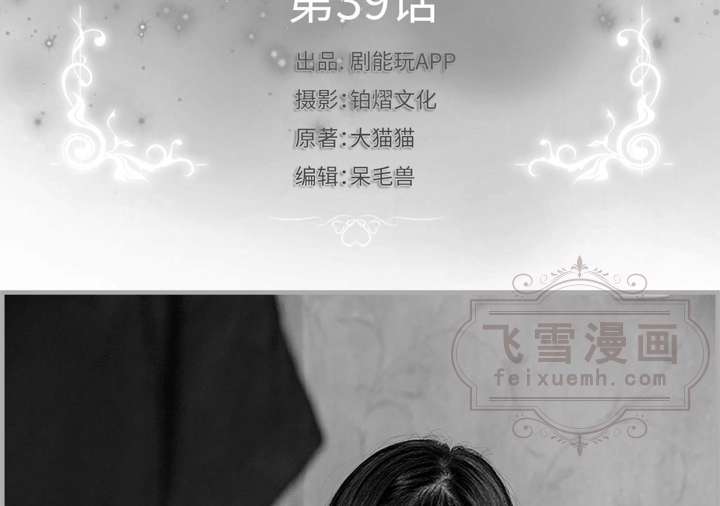 第39话
出品：剧能玩APP
摄影：铂熠文化
原著：大猫猫
编辑：呆毛兽
飞雪漫画
feixuemh.com